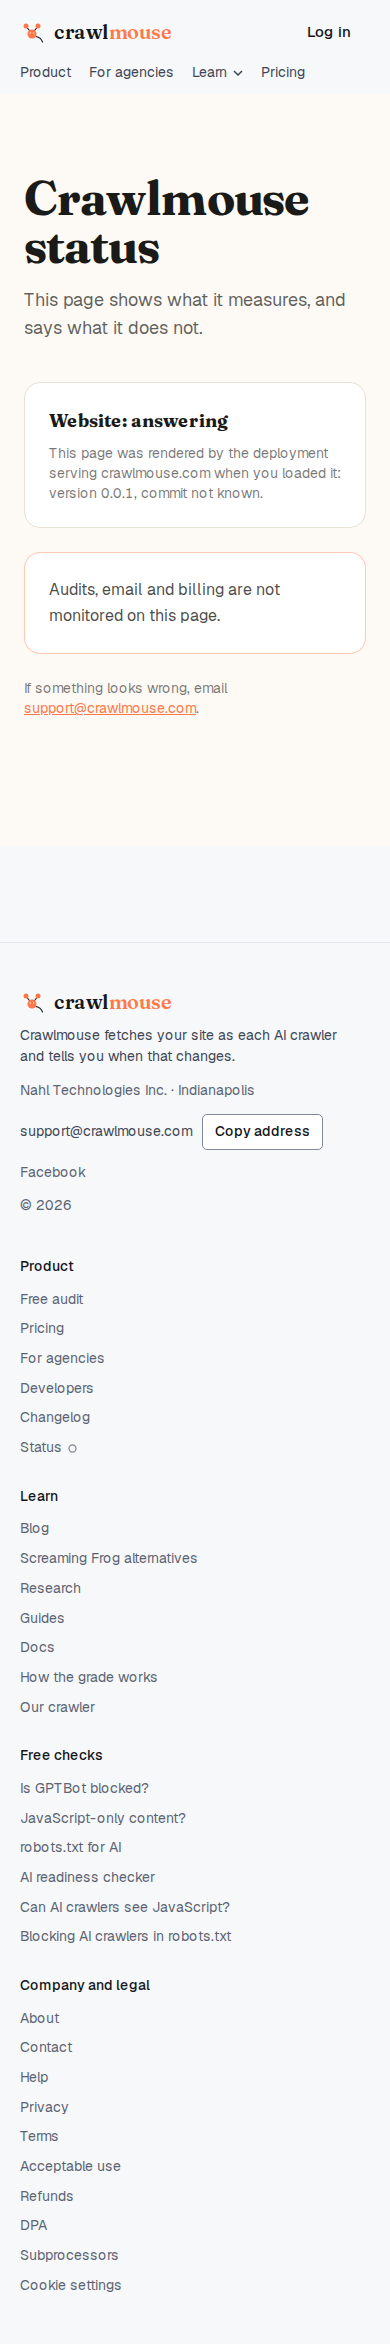 crawlmouse
Log in
Product
For agencies
Learn
Pricing
Crawlmouse
status
This page shows what it measures, and
says what it does not.
Website: answering
This page was rendered by the deployment
serving crawlmouse.com when you loaded it:
version 0.0.1, commit not known.
Audits, email and billing are not
monitored on this page.
If something looks wrong, email
support@crawlmouse.com.
crawlmouse
Crawlmouse fetches your site as each AI crawler
and tells you when that changes.
Nahl Technologies Inc. · Indianapolis
support@crawlmouse.com
Copy address
Facebook
© 2026
Product
Free audit
Pricing
For agencies
Developers
Changelog
Status
Learn
Blog
Screaming Frog alternatives
Research
Guides
Docs
How the grade works
Our crawler
Free checks
Is GPTBot blocked?
JavaScript-only content?
robots.txt for AI
AI readiness checker
Can AI crawlers see JavaScript?
Blocking AI crawlers in robots.txt
Company and legal
About
Contact
Help
Privacy
Terms
Acceptable use
Refunds
DPA
Subprocessors
Cookie settings